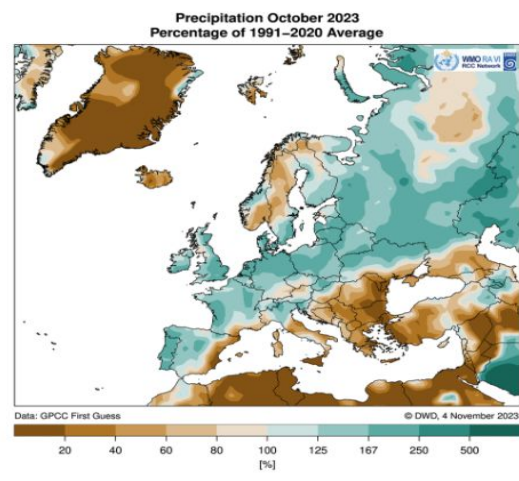 Precipitation October 2023
Percentage of 1991–2020 Average
WMO RA VI
RCC Network
Data: GPCC First Guess
© DWD, 4 November 2023
20 40 60 80 100 125 167 250 500
[%]